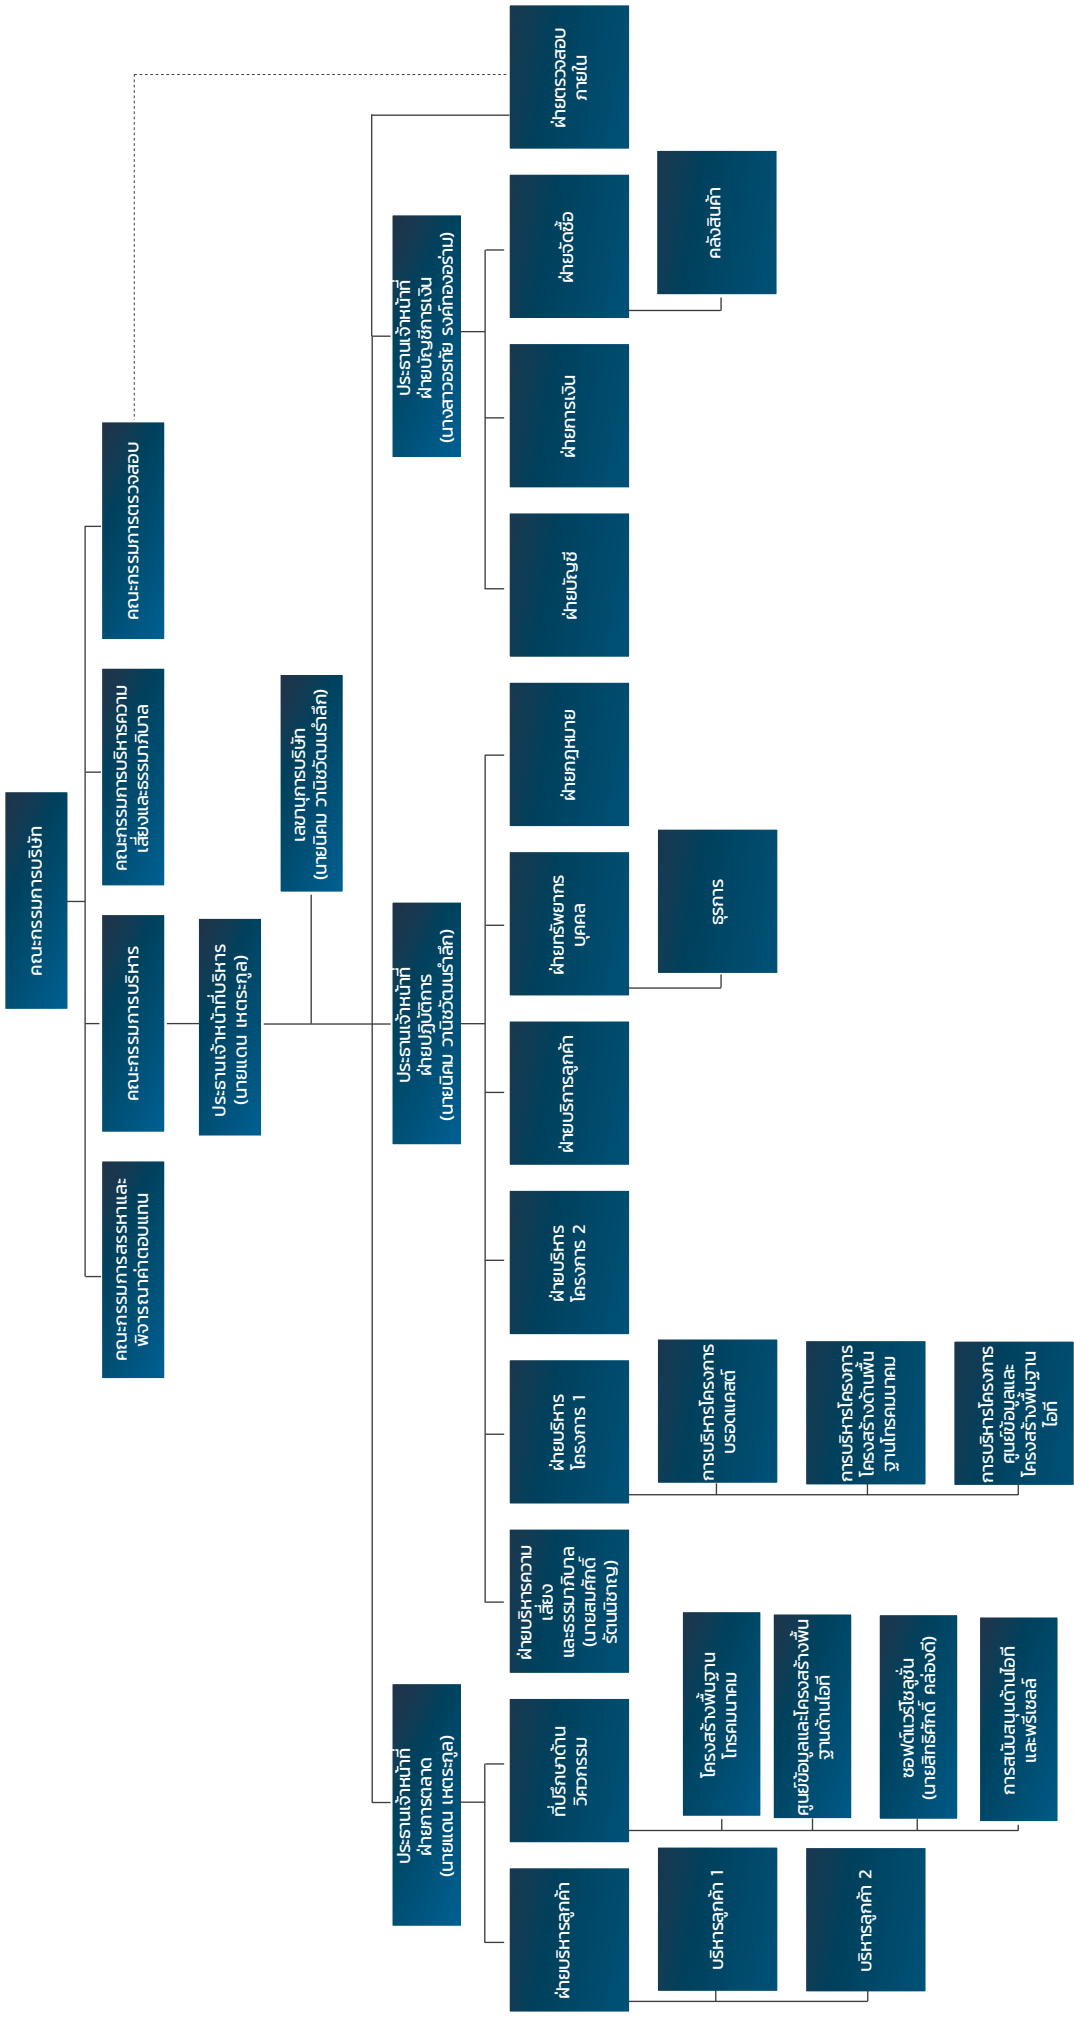 คณะกรรมการบริษัท
คณะกรรมการสรรหาและ
พิจารณาค่าตอบแทน
คณะกรรมการบริหาร
คณะกรรมการบริหารความ
เสี่ยงและธรรมาภิบาล
คณะกรรมการตรวจสอบ
ประธานเจ้าหน้าที่บริหาร
(นายแดน เหตระกูล)
เลขานุการบริษัท
(นายนิคม วานิชวัฒนรำลึก)
ประธานเจ้าหน้าที่
ฝ่ายการตลาด
(นายแดน เหตระกูล)
ประธานเจ้าหน้าที่
ฝ่ายปฏิบัติการ
(นายนิคม วานิชวัฒนรำลึก)
ประธานเจ้าหน้าที่
ฝ่ายบัญชีการเงิน
(นางสาวอรทัย รงค์ทองอร่าม)
ฝ่ายบริหารลูกค้า
ที่ปรึกษาด้าน
วิศวกรรม
ฝ่ายบริหารความ
เสี่ยง
และธรรมาภิบาล
(นายสมศักดิ์
รัตนนิชาญ)
ฝ่ายบริหาร
โครงการ 1
ฝ่ายบริหาร
โครงการ 2
ฝ่ายบริการลูกค้า
ฝ่ายทรัพยากร
บุคคล
ฝ่ายกฎหมาย
ฝ่ายบัญชี
ฝ่ายการเงิน
ฝ่ายจัดซื้อ
ฝ่ายตรวจสอบ
ภายใน
บริหารลูกค้า 1
บริหารลูกค้า 2
โครงสร้างพื้นฐาน
โทรคมนาคม
ศูนย์ข้อมูลและโครงสร้างพื้น
ฐานด้านไอที
ซอฟต์แวร์โซลูชั่น
(นายสิทธิศักดิ์ คล่องดี)
การสนับสนุนด้านไอที
และพรีเซลล์
การบริหารโครงการ
บรอดแคสต์
การบริหารโครงการ
โครงสร้างด้านพื้น
ฐานโทรคมนาคม
การบริหารโครงการ
ศูนย์ข้อมูลและ
โครงสร้างพื้นฐาน
ไอที
ธุรการ
คลังสินค้า